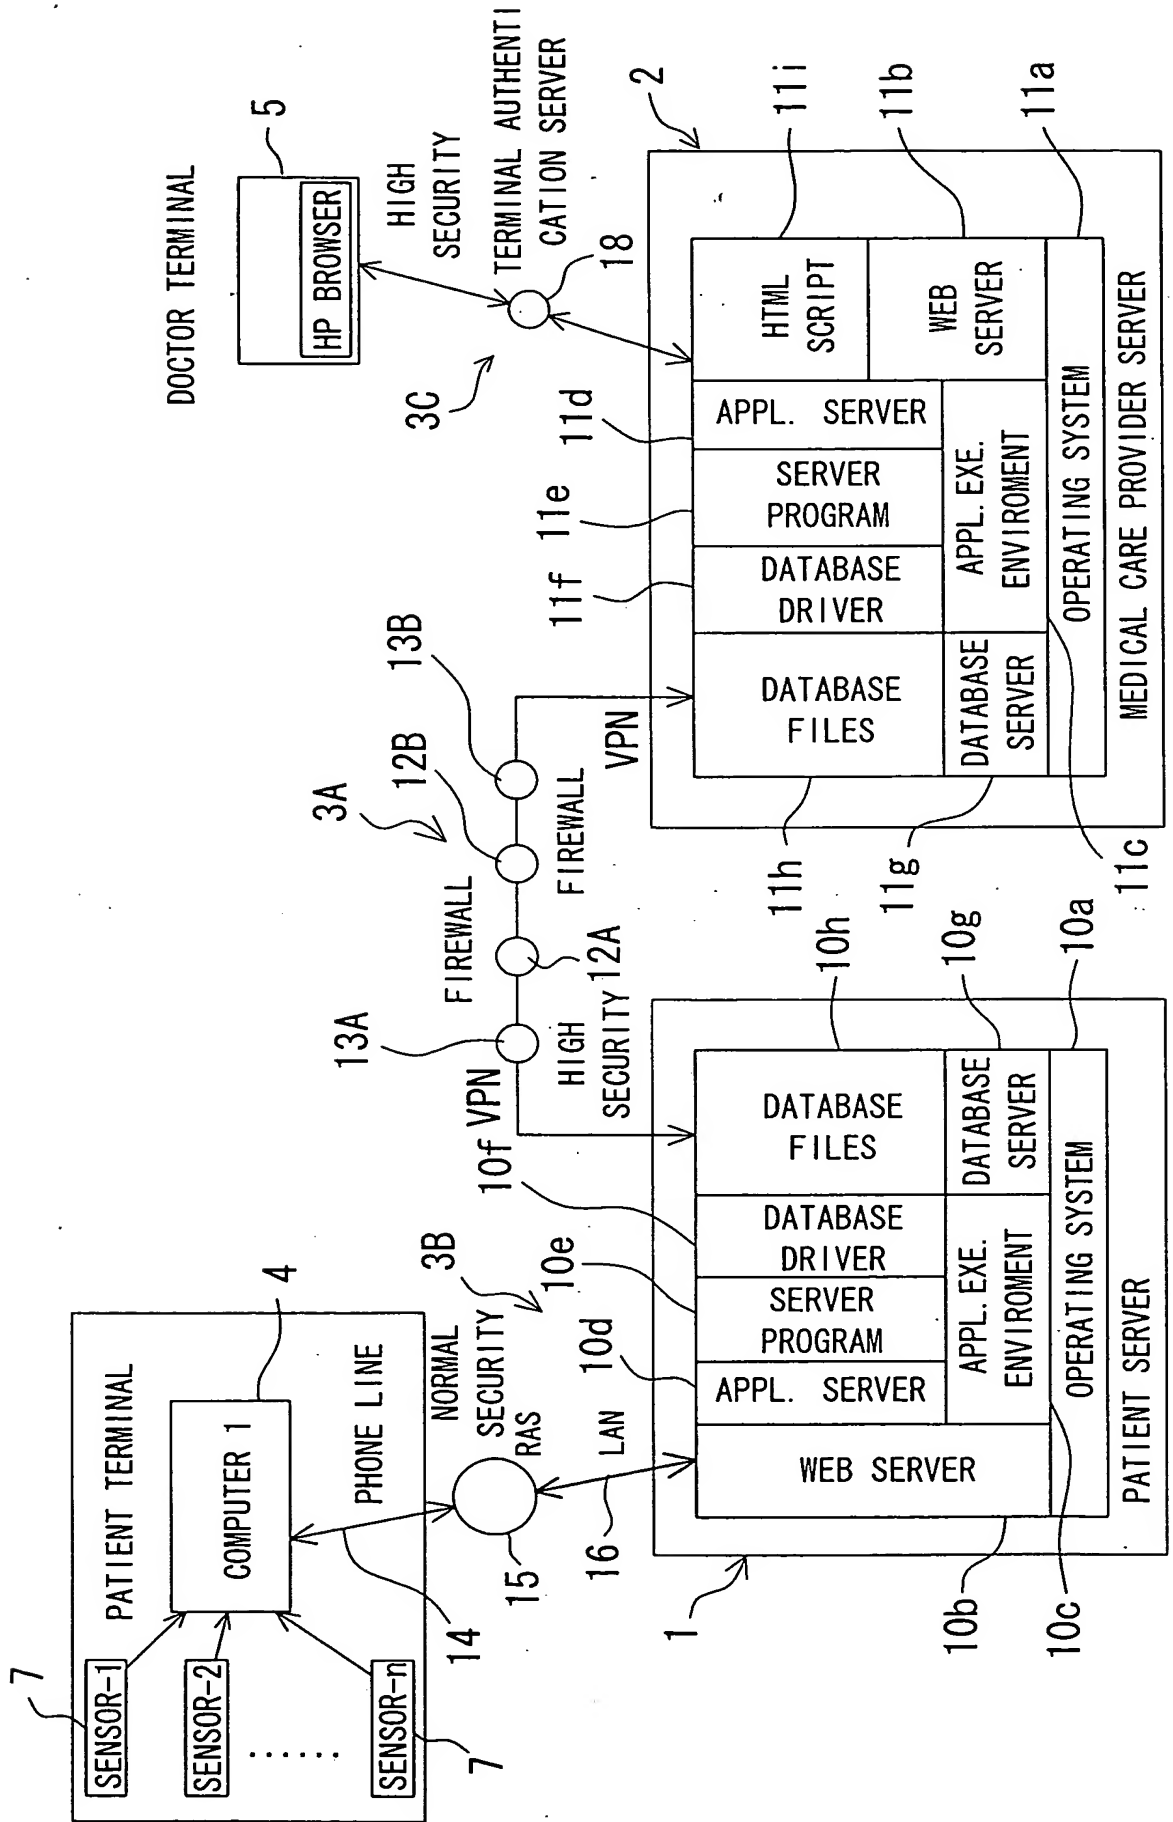 PATIENT TERMINAL
7
SENSOR-1
SENSOR-2
......
SENSOR-n
7
COMPUTER 1
4
PHONE LINE
14
NORMAL
SECURITY
RAS
15
3B
LAN
16
1
WEB SERVER
10b
APPL. SERVER
10d
SERVER
PROGRAM
10e
DATABASE
DRIVER
10f
DATABASE
FILES
10h
APPL. EXE.
ENVIROMENT
10c
DATABASE
SERVER
10g
OPERATING SYSTEM
10a
PATIENT SERVER
VPN
13A
HIGH
SECURITY
FIREWALL
12A
3A
12B
FIREWALL
13B
VPN
DOCTOR TERMINAL
5
HP BROWSER
HIGH
SECURITY
TERMINAL AUTHENTI
CATION SERVER
18
3C
2
DATABASE
FILES
11h
DATABASE
DRIVER
11f
SERVER
PROGRAM
11e
APPL. SERVER
11d
HTML
SCRIPT
11i
WEB
SERVER
11b
APPL. EXE.
ENVIROMENT
11c
DATABASE
SERVER
11g
OPERATING SYSTEM
11a
MEDICAL CARE PROVIDER SERVER